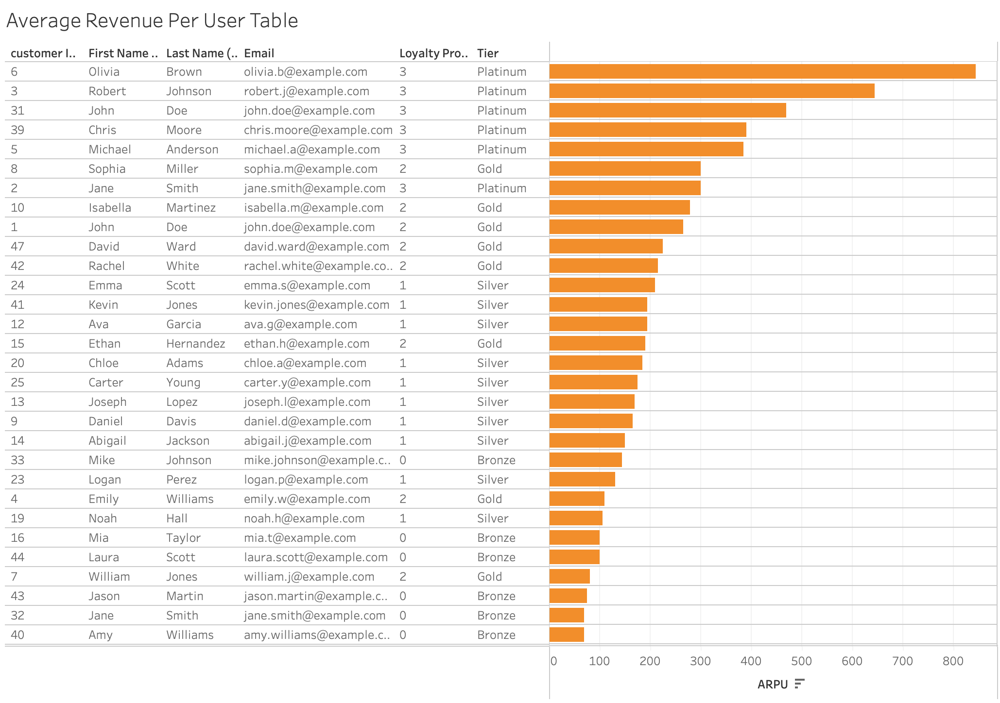 Average Revenue Per User Table
customer I.. First Name .. Last Name (.. Email Loyalty Pro.. Tier
6 Olivia Brown olivia.b@example.com 3 Platinum
3 Robert Johnson robert.j@example.com 3 Platinum
31 John Doe john.doe@example.com 3 Platinum
39 Chris Moore chris.moore@example.com 3 Platinum
5 Michael Anderson michael.a@example.com 3 Platinum
8 Sophia Miller sophia.m@example.com 2 Gold
2 Jane Smith jane.smith@example.com 3 Platinum
10 Isabella Martinez isabella.m@example.com 2 Gold
1 John Doe john.doe@example.com 2 Gold
47 David Ward david.ward@example.com 2 Gold
42 Rachel White rachel.white@example.co.. 2 Gold
24 Emma Scott emma.s@example.com 1 Silver
41 Kevin Jones kevin.jones@example.com 1 Silver
12 Ava Garcia ava.g@example.com 1 Silver
15 Ethan Hernandez ethan.h@example.com 2 Gold
20 Chloe Adams chloe.a@example.com 1 Silver
25 Carter Young carter.y@example.com 1 Silver
13 Joseph Lopez joseph.l@example.com 1 Silver
9 Daniel Davis daniel.d@example.com 1 Silver
14 Abigail Jackson abigail.j@example.com 1 Silver
33 Mike Johnson mike.johnson@example.c.. 0 Bronze
23 Logan Perez logan.p@example.com 1 Silver
4 Emily Williams emily.w@example.com 2 Gold
19 Noah Hall noah.h@example.com 1 Silver
16 Mia Taylor mia.t@example.com 0 Bronze
44 Laura Scott laura.scott@example.com 0 Bronze
7 William Jones william.j@example.com 2 Gold
43 Jason Martin jason.martin@example.c.. 0 Bronze
32 Jane Smith jane.smith@example.com 0 Bronze
40 Amy Williams amy.williams@example.c.. 0 Bronze
0 100 200 300 400 500 600 700 800
ARPU